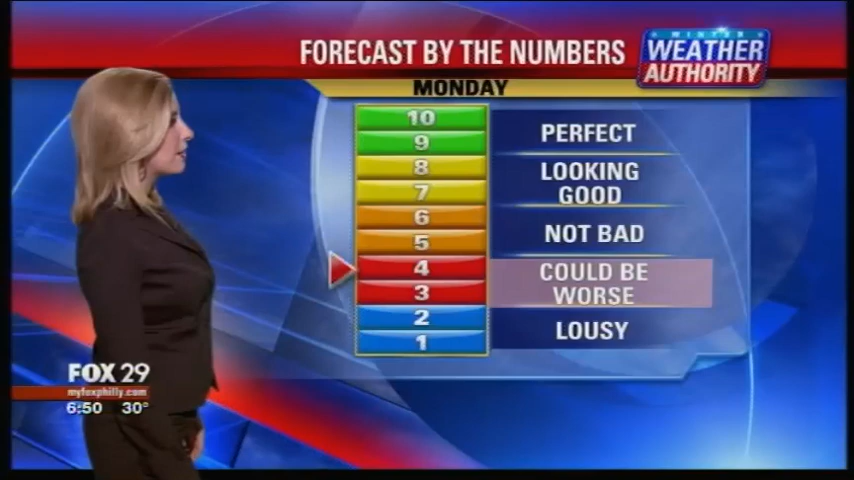 FORECAST BY THE NUMBERS
WINTER
WEATHER
AUTHORITY
MONDAY
10
9
PERFECT
8
7
LOOKING
GOOD
6
5
NOT BAD
4
3
COULD BE
WORSE
2
1
LOUSY
FOX 29
myfoxphilly.com
6:50 30°